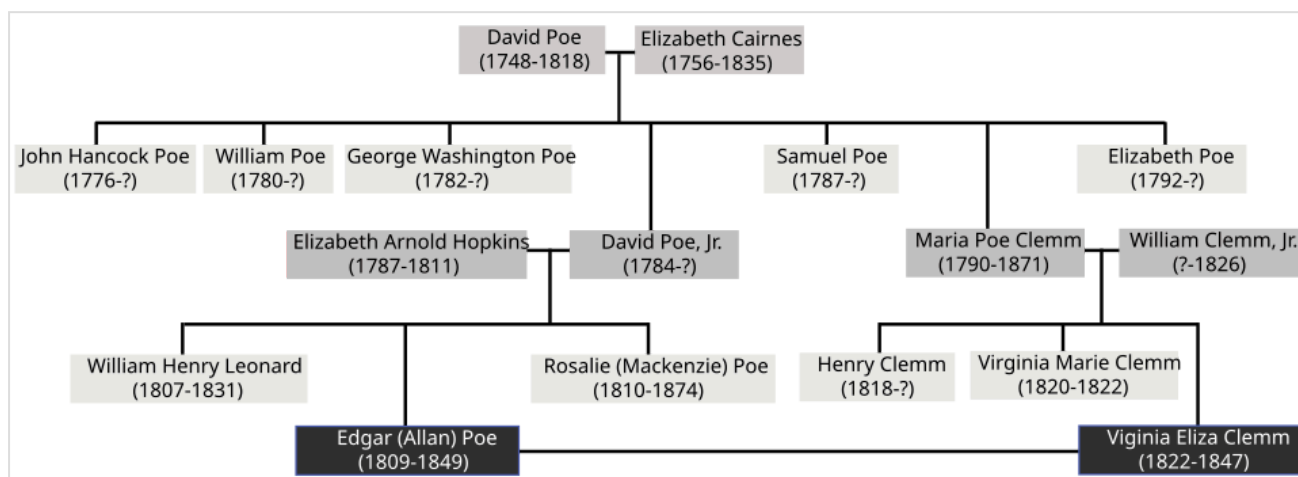 David Poe
(1748-1818)
Elizabeth Cairnes
(1756-1835)
John Hancock Poe
(1776-?)
William Poe
(1780-?)
George Washington Poe
(1782-?)
Samuel Poe
(1787-?)
Elizabeth Poe
(1792-?)
Elizabeth Arnold Hopkins
(1787-1811)
David Poe, Jr.
(1784-?)
Maria Poe Clemm
(1790-1871)
William Clemm, Jr.
(?-1826)
William Henry Leonard
(1807-1831)
Rosalie (Mackenzie) Poe
(1810-1874)
Henry Clemm
(1818-?)
Virginia Marie Clemm
(1820-1822)
Edgar (Allan) Poe
(1809-1849)
Viginia Eliza Clemm
(1822-1847)